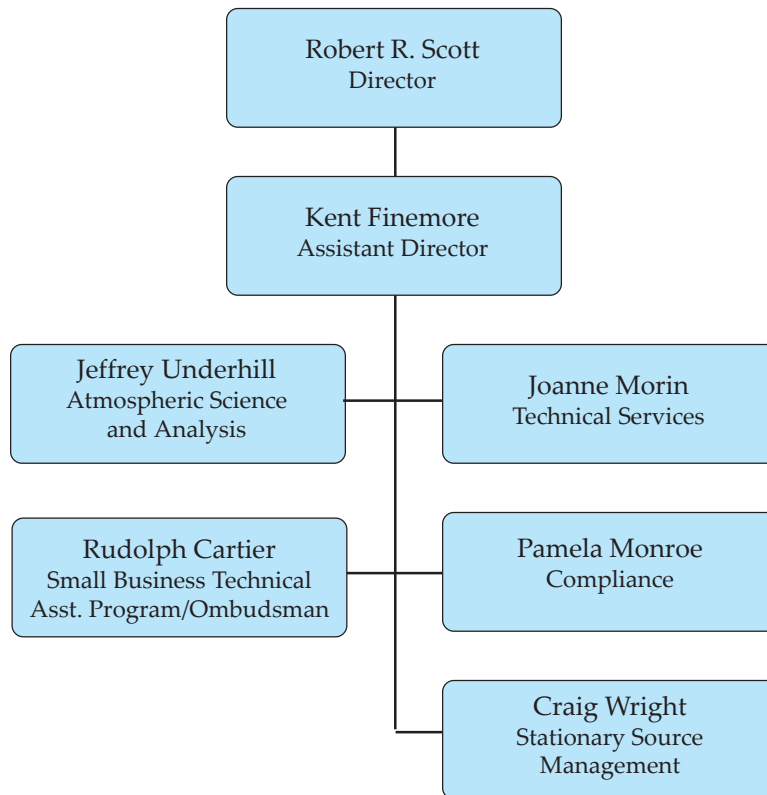 Robert R. Scott
Director
Kent Finemore
Assistant Director
Jeffrey Underhill
Atmospheric Science
and Analysis
Joanne Morin
Technical Services
Rudolph Cartier
Small Business Technical
Asst. Program/Ombudsman
Pamela Monroe
Compliance
Craig Wright
Stationary Source
Management